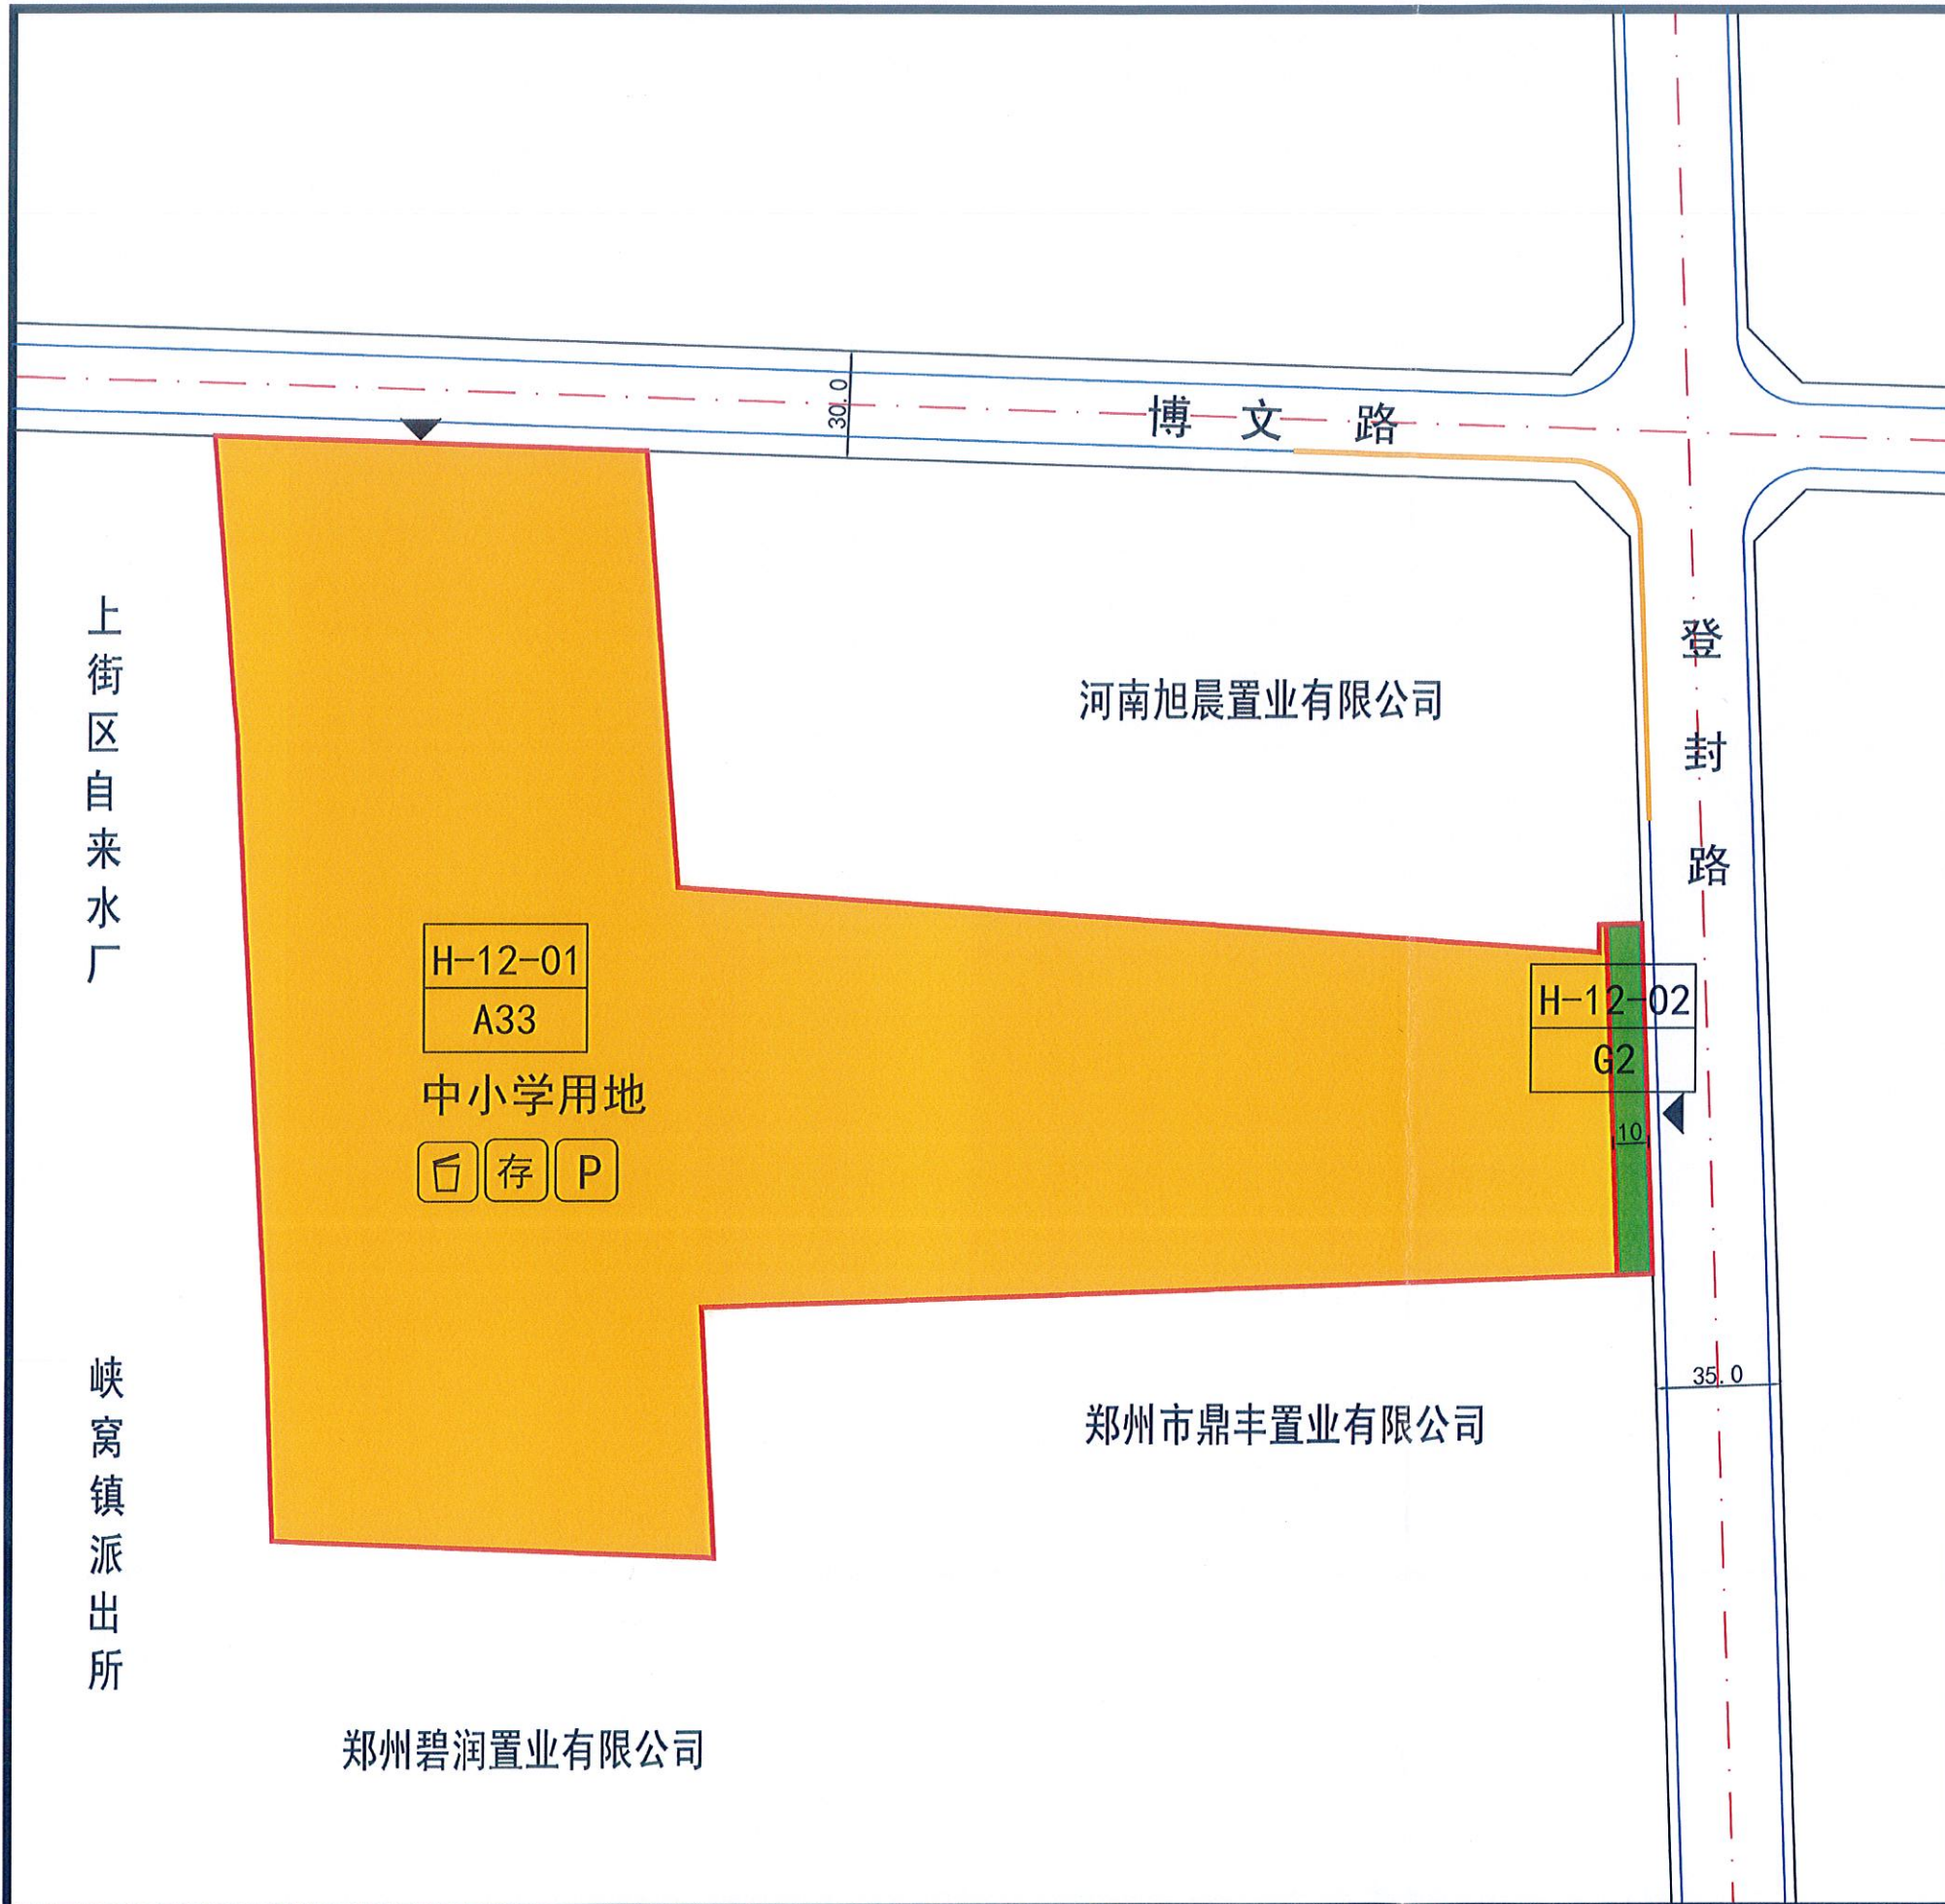 30.0
博文路
登封路
上街区自来水厂
河南旭晨置业有限公司
H-12-01
A33
中小学用地
存 P
H-12-02
G2
10
35.0
峡窝镇派出所
郑州市鼎丰置业有限公司
郑州碧润置业有限公司